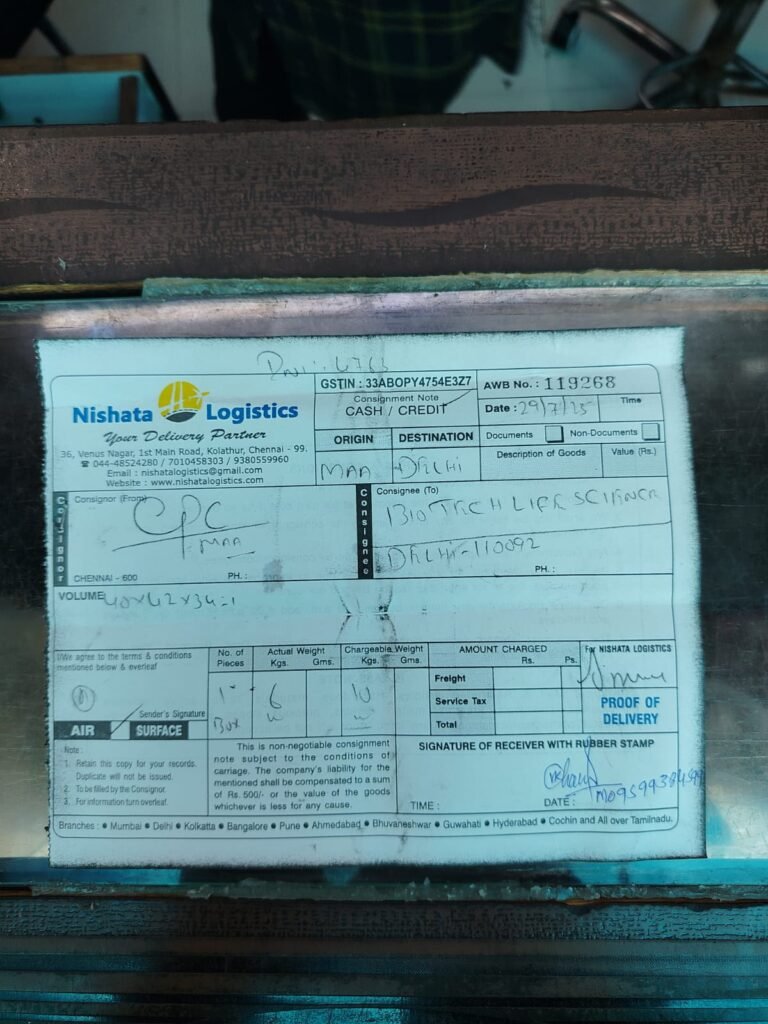 GSTIN : 33ABOPY4754E3Z7
AWB No. : 119268
Nishata Logistics
Your Delivery Partner
36, Venus Nagar, 1st Main Road, Kolathur, Chennai - 99.
☎ 044-48524280 / 7010458303 / 9380559960
Email : nishatalogistics@gmail.com
Website : www.nishatalogistics.com
Consignment Note
CASH / CREDIT
Date : 29/7/25
Time
ORIGIN
DESTINATION
Documents
Non-Documents
MAA
DELHI
Description of Goods
Value (Rs.)
Consignor
Consignor (From)
CPC
MAA
CHENNAI - 600
PH. :
Consignee
Consignee (To)
BIO TECH LIFE SCIENCE
DELHI-110092
PH. :
VOLUME
40x42x34=1
I/We agree to the terms & conditions
mentioned below & overleaf
Sender's Signature
AIR
SURFACE
No. of
Pieces
1
Box
Actual Weight
Kgs. Gms.
6
Chargeable Weight
Kgs. Gms.
10
AMOUNT CHARGED
Rs. Ps.
Freight
Service Tax
Total
For NISHATA LOGISTICS
PROOF OF
DELIVERY
Note :
1. Retain this copy for your records.
Duplicate will not be issued.
2. To be filled by the Consignor.
3. For information turn overleaf.
This is non-negotiable consignment
note subject to the conditions of
carriage. The company's liability for the
mentioned shall be compensated to a sum
of Rs. 500/- or the value of the goods
whichever is less for any cause.
SIGNATURE OF RECEIVER WITH RUBBER STAMP
TIME :
DATE :
Branches : • Mumbai • Delhi • Kolkatta • Bangalore • Pune • Ahmedabad • Bhuvaneshwar • Guwahati • Hyderabad • Cochin and All over Tamilnadu.